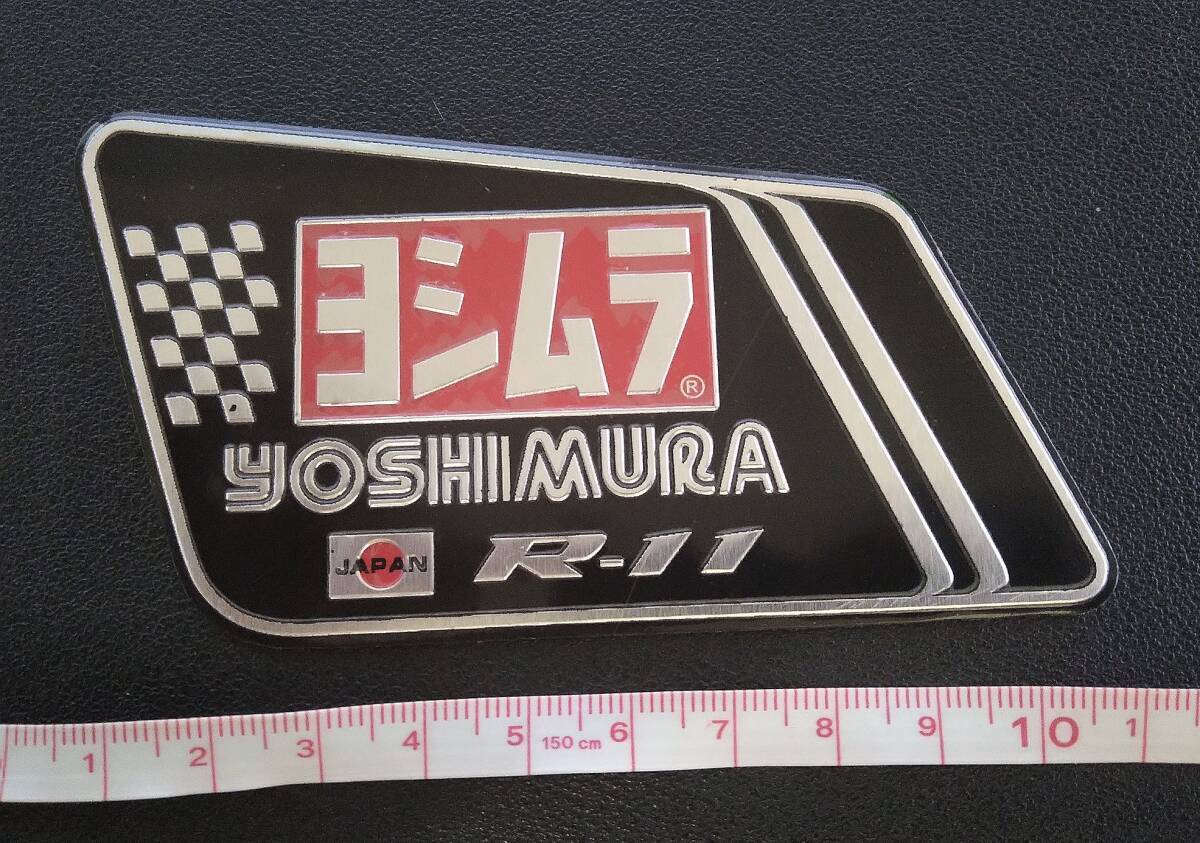 ヨシムラ®
YOSHIMURA
JAPAN R-11
1 2 3 4 5 150 cm 6 7 8 9 10 1